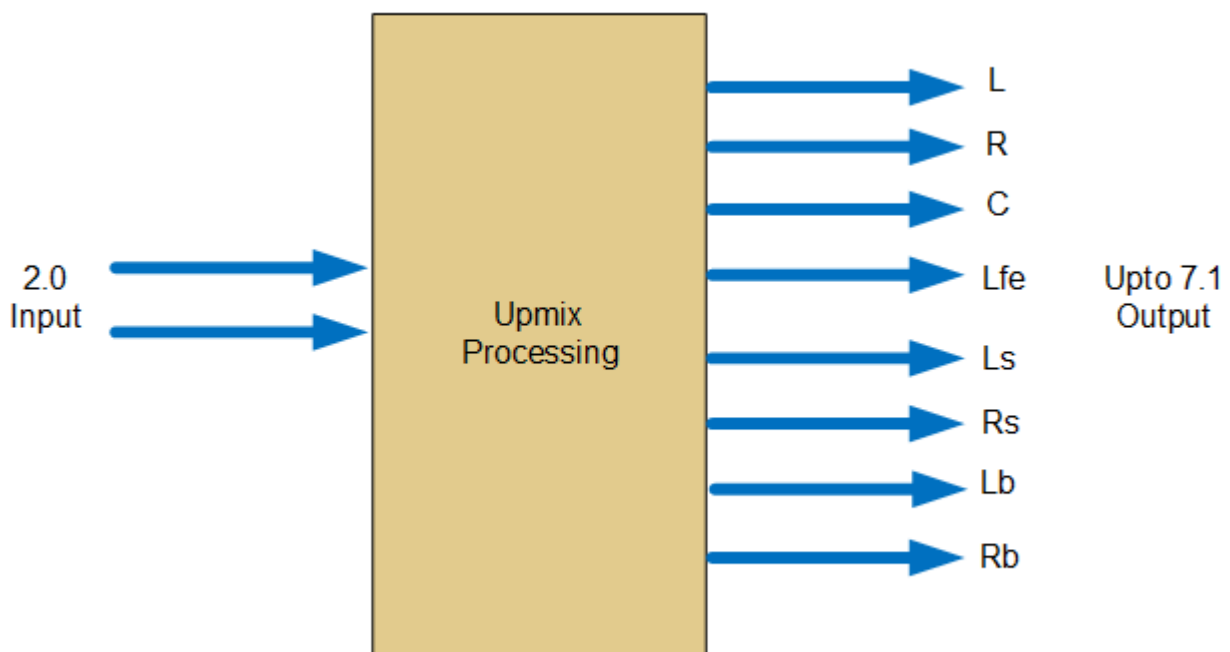 2.0
Input
Upmix
Processing
L
R
C
Lfe
Ls
Rs
Lb
Rb
Upto 7.1
Output